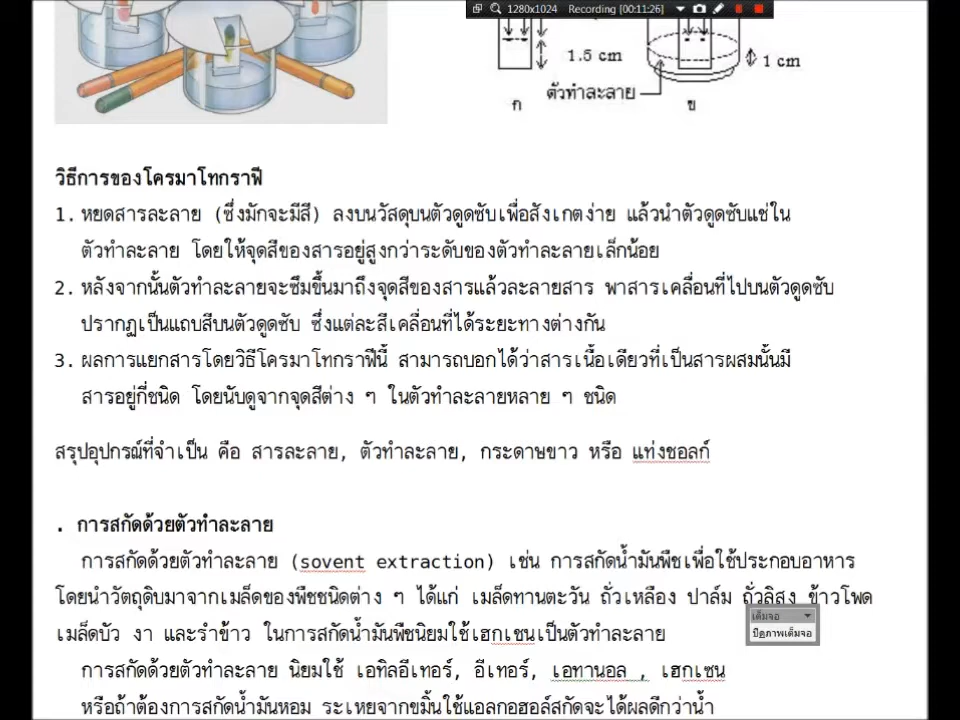 1280x1024 Recording [00:11:26]
1.5 cm
1 cm
ตัวทำละลาย
ก ข
วิธีการของโครมาโทกราฟี
1. หยดสารละลาย (ซึ่งมักจะมีสี) ลงบนวัสดุบนตัวดูดซับเพื่อสังเกตง่าย แล้วนำตัวดูดซับแช่ใน
ตัวทำละลาย โดยให้จุดสีของสารอยู่สูงกว่าระดับของตัวทำละลายเล็กน้อย
2. หลังจากนั้นตัวทำละลายจะซึมขึ้นมาถึงจุดสีของสารแล้วละลายสาร พาสารเคลื่อนที่ไปบนตัวดูดซับ
ปรากฏเป็นแถบสีบนตัวดูดซับ ซึ่งแต่ละสีเคลื่อนที่ได้ระยะทางต่างกัน
3. ผลการแยกสารโดยวิธีโครมาโทกราฟีนี้ สามารถบอกได้ว่าสารเนื้อเดียวที่เป็นสารผสมนั้นมี
สารอยู่กี่ชนิด โดยนับดูจากจุดสีต่าง ๆ ในตัวทำละลายหลาย ๆ ชนิด
สรุปอุปกรณ์ที่จำเป็น คือ สารละลาย, ตัวทำละลาย, กระดาษขาว หรือ แท่งชอลก์
. การสกัดด้วยตัวทำละลาย
การสกัดด้วยตัวทำละลาย (sovent extraction) เช่น การสกัดน้ำมันพืชเพื่อใช้ประกอบอาหาร
โดยนำวัตถุดิบมาจากเมล็ดของพืชชนิดต่าง ๆ ได้แก่ เมล็ดทานตะวัน ถั่วเหลือง ปาล์ม ถั่วลิสง ข้าวโพด
เมล็ดบัว งา และรำข้าว ในการสกัดน้ำมันพืชนิยมใช้เฮกเซนเป็นตัวทำละลาย
เต็มจอ
ปิดภาพเต็มจอ
การสกัดด้วยตัวทำละลาย นิยมใช้ เอทิลอีเทอร์, อีเทอร์, เอทานอล , เฮกเซน
หรือถ้าต้องการสกัดน้ำมันหอม ระเหยจากขมิ้นใช้แอลกอฮอล์สกัดจะได้ผลดีกว่าน้ำ